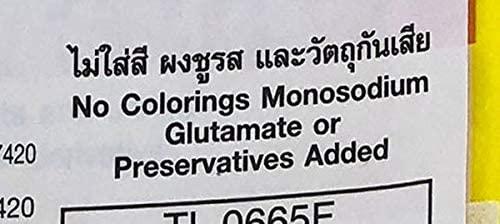 ไม่ใส่สี ผงชูรส และวัตถุกันเสีย
No Colorings Monosodium
Glutamate or
Preservatives Added
7420
420